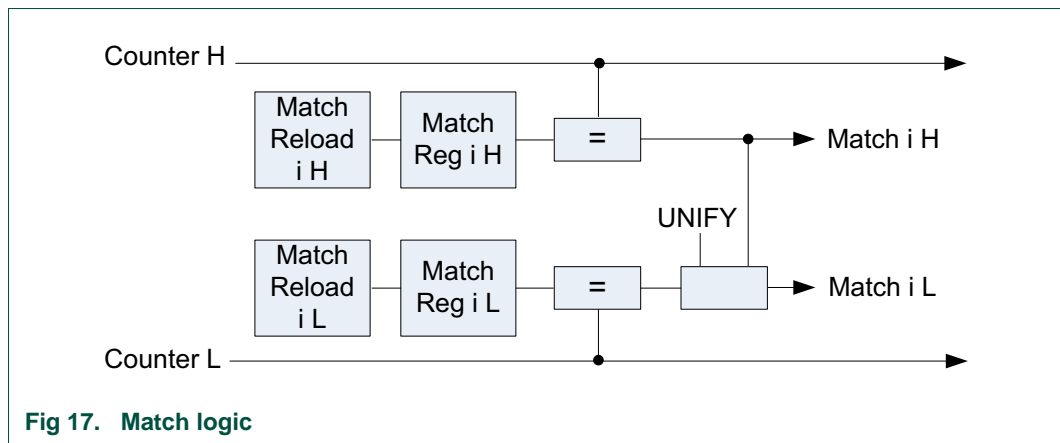 Counter H
Match
Reload
i H
Match
Reg i H
=
Match i H
UNIFY
Match
Reload
i L
Match
Reg i L
=
Match i L
Counter L
Fig 17. Match logic